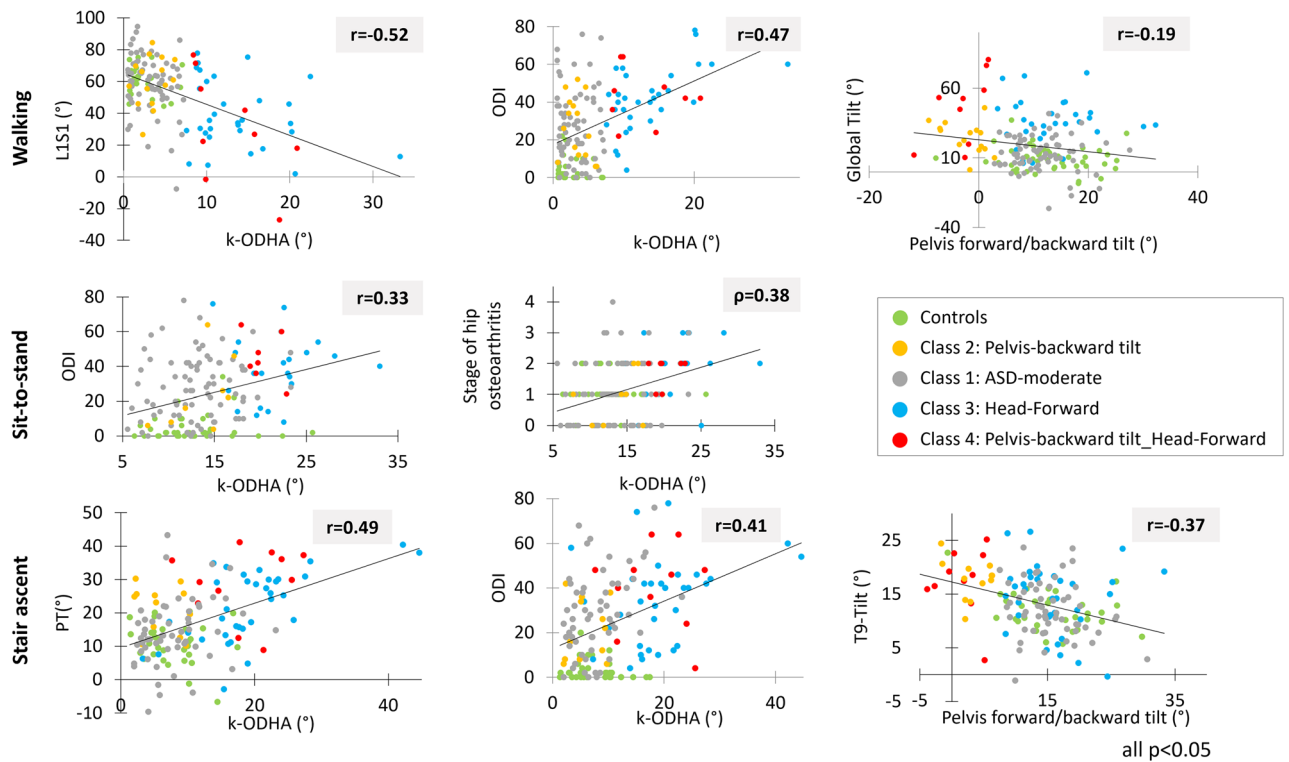 Walking
100
80
60
40
20
0
-20
-40
0
10
20
30
L1S1 (°)
k-ODHA (°)
r=-0.52
80
60
40
20
0
0
20
ODI
k-ODHA (°)
r=0.47
60
10
-40
-20
0
20
40
Global Tilt (°)
Pelvis forward/backward tilt (°)
r=-0.19
Sit-to-stand
80
60
40
20
0
5
15
25
35
ODI
k-ODHA (°)
r=0.33
4
3
2
1
0
5
15
25
35
Stage of hip
osteoarthritis
k-ODHA (°)
ρ=0.38
Controls
Class 2: Pelvis-backward tilt
Class 1: ASD-moderate
Class 3: Head-Forward
Class 4: Pelvis-backward tilt_Head-Forward
Stair ascent
50
40
30
20
10
0
-10
0
20
40
PT(°)
k-ODHA (°)
r=0.49
80
60
40
20
0
0
20
40
ODI
k-ODHA (°)
r=0.41
25
15
5
-5
-5
15
35
T9-Tilt (°)
Pelvis forward/backward tilt (°)
r=-0.37
all p<0.05